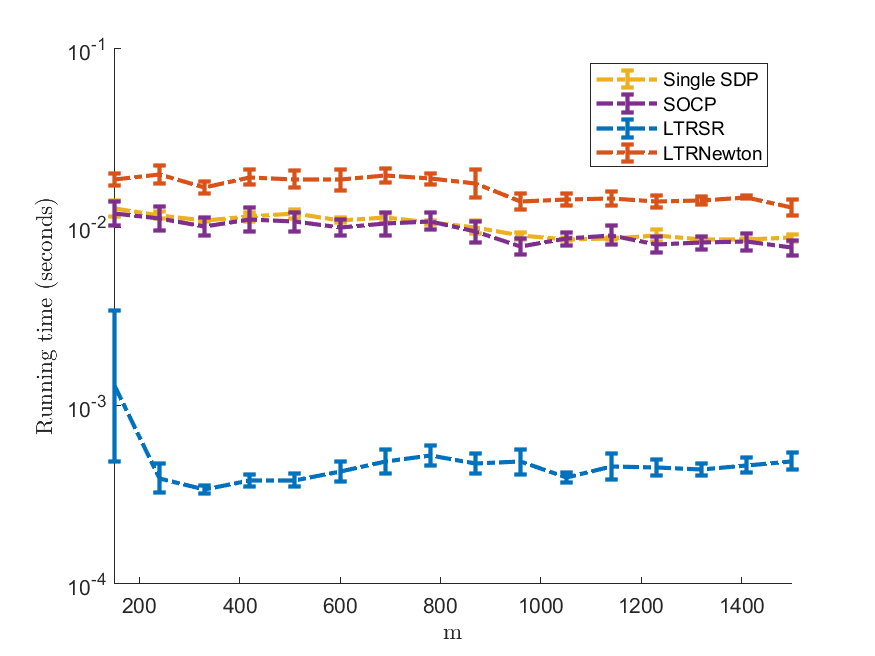 10^-1
10^-2
10^-3
10^-4
Running time (seconds)
Single SDP
SOCP
LTRSR
LTRNewton
200 400 600 800 1000 1200 1400
m